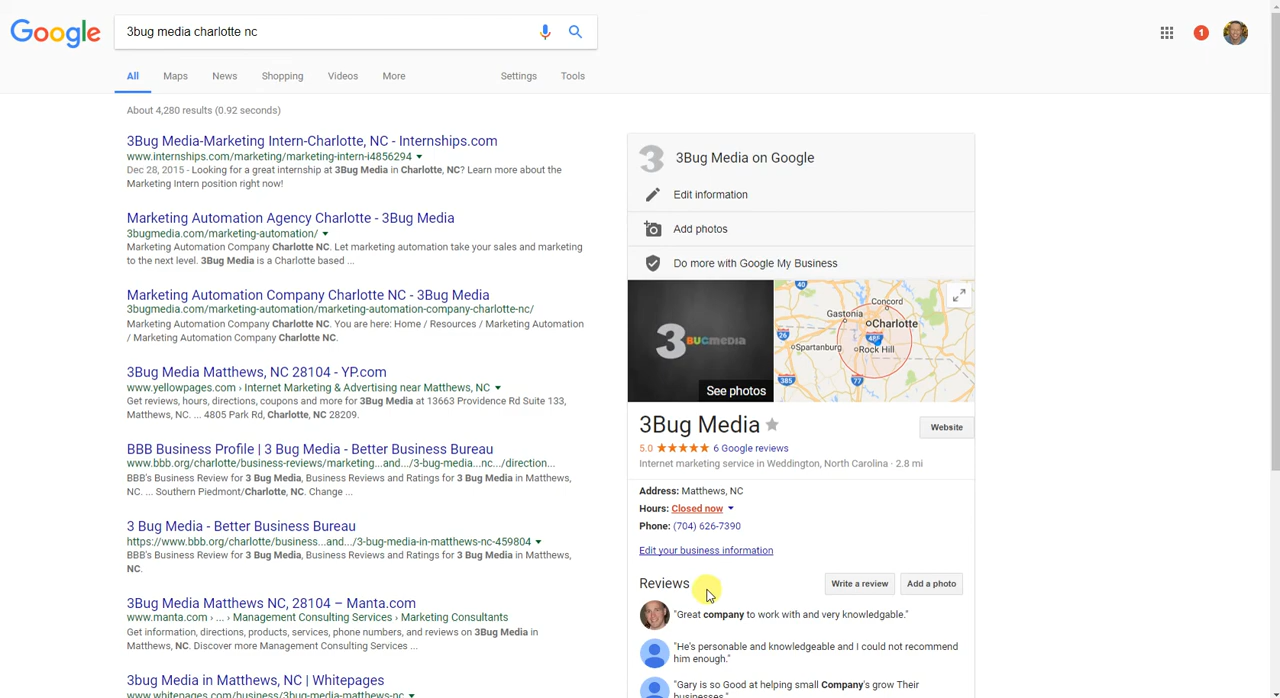 Google
3bug media charlotte nc
1
All Maps News Shopping Videos More Settings Tools
About 4,280 results (0.92 seconds)
3Bug Media-Marketing Intern-Charlotte, NC - Internships.com
www.internships.com/marketing/marketing-intern-i4856294
Dec 28, 2015 - Looking for a great internship at 3Bug Media in Charlotte, NC? Learn more about the
Marketing Intern position right now!
Marketing Automation Agency Charlotte - 3Bug Media
3bugmedia.com/marketing-automation/
Marketing Automation Company Charlotte NC. Let marketing automation take your sales and marketing
to the next level. 3Bug Media is a Charlotte based ...
Marketing Automation Company Charlotte NC - 3Bug Media
3bugmedia.com/marketing-automation/marketing-automation-company-charlotte-nc/
Marketing Automation Company Charlotte NC. You are here: Home / Resources / Marketing Automation
/ Marketing Automation Company Charlotte NC.
3Bug Media Matthews, NC 28104 - YP.com
www.yellowpages.com › Internet Marketing & Advertising near Matthews, NC
Get reviews, hours, directions, coupons and more for 3Bug Media at 13663 Providence Rd Suite 133,
Matthews, NC. ... 4805 Park Rd, Charlotte, NC 28209.
BBB Business Profile | 3 Bug Media - Better Business Bureau
www.bbb.org/charlotte/business-reviews/marketing...and.../3-bug-media...nc.../direction...
BBB's Business Review for 3 Bug Media, Business Reviews and Ratings for 3 Bug Media in Matthews,
NC. ... Southern Piedmont/Charlotte, NC. Change ...
3 Bug Media - Better Business Bureau
https://www.bbb.org/charlotte/business...and.../3-bug-media-in-matthews-nc-459804
BBB's Business Review for 3 Bug Media, Business Reviews and Ratings for 3 Bug Media in Matthews,
NC.
3Bug Media Matthews NC, 28104 – Manta.com
www.manta.com › ... › Management Consulting Services › Marketing Consultants
Get information, directions, products, services, phone numbers, and reviews on 3Bug Media in
Matthews, NC. Discover more Management Consulting Services ...
3bug Media in Matthews, NC | Whitepages
www.whitepages.com/business/3bug-media-matthews-nc
3 3Bug Media on Google
Edit information
Add photos
Do more with Google My Business
3BUGmedia
See photos
40
Concord
Gastonia
Charlotte
26
485
Spartanburg
Rock Hill
385
77
3Bug Media
Website
5.0 6 Google reviews
Internet marketing service in Weddington, North Carolina · 2.8 mi
Address: Matthews, NC
Hours: Closed now
Phone: (704) 626-7390
Edit your business information
Reviews Write a review Add a photo
"Great company to work with and very knowledgable."
"He's personable and knowledgeable and I could not recommend
him enough."
"Gary is so Good at helping small Company's grow Their
businesses."